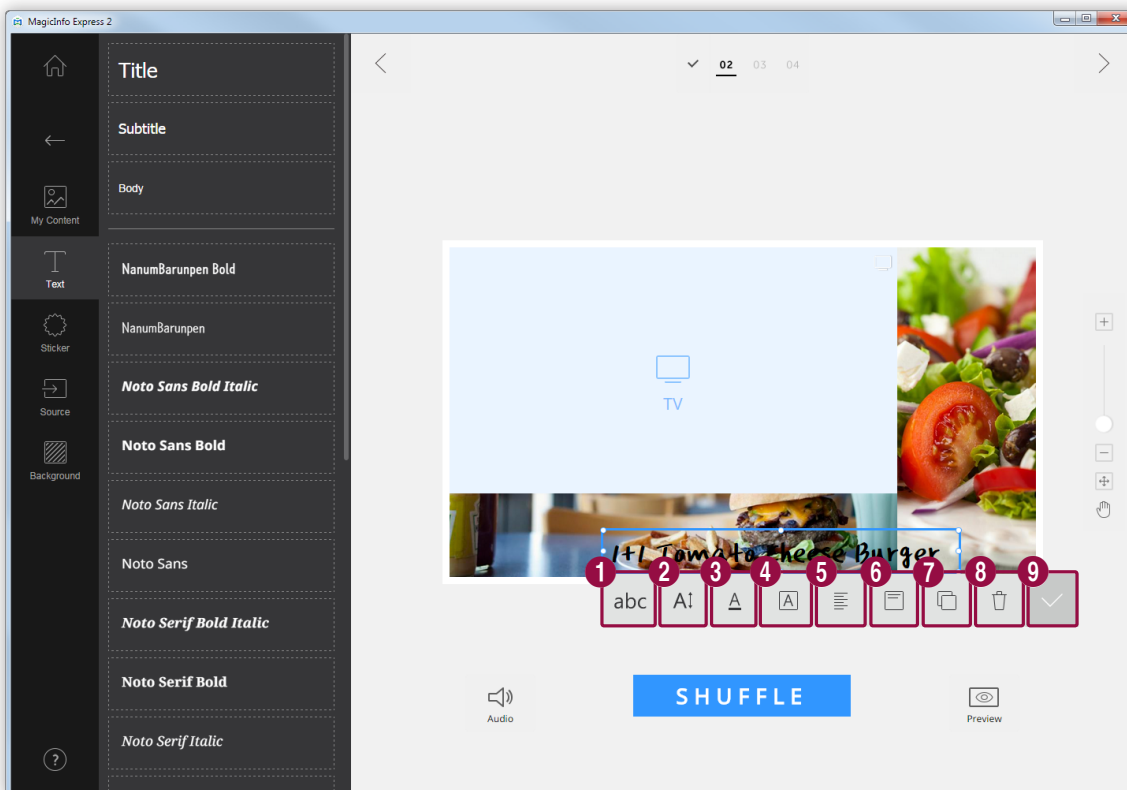 MagicInfo Express 2
My Content
Text
Sticker
Source
Background
?
Title
Subtitle
Body
NanumBarunpen Bold
NanumBarunpen
Noto Sans Bold Italic
Noto Sans Bold
Noto Sans Italic
Noto Sans
Noto Serif Bold Italic
Noto Serif Bold
Noto Serif Italic
02 03 04
TV
1+1 Tomato Cheese Burger
1 2 3 4 5 6 7 8 9
abc A A A
Audio
SHUFFLE
Preview